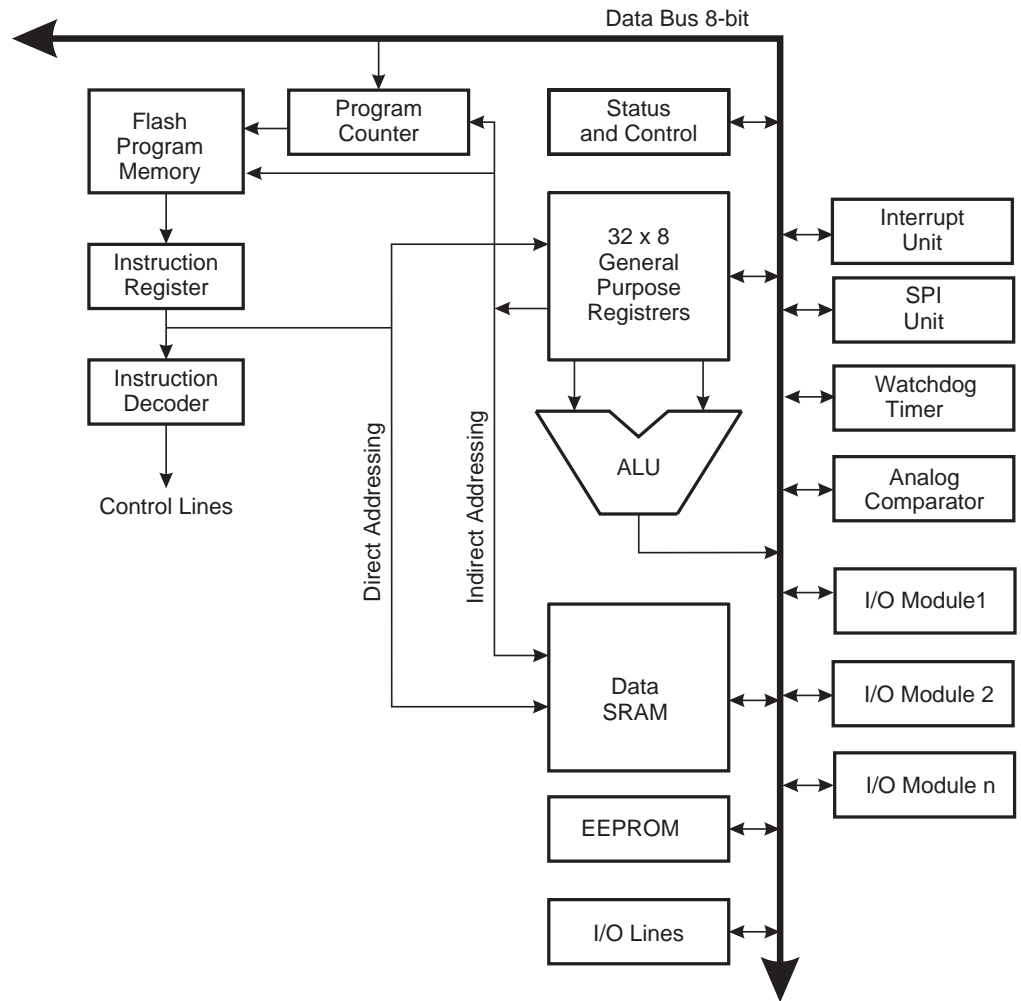 Data Bus 8-bit
Flash
Program
Memory
Program
Counter
Status
and Control
32 x 8
General
Purpose
Registrers
Interrupt
Unit
Instruction
Register
SPI
Unit
Instruction
Decoder
Watchdog
Timer
ALU
Analog
Comparator
Control Lines
Direct Addressing
Indirect Addressing
I/O Module1
Data
SRAM
I/O Module 2
I/O Module n
EEPROM
I/O Lines